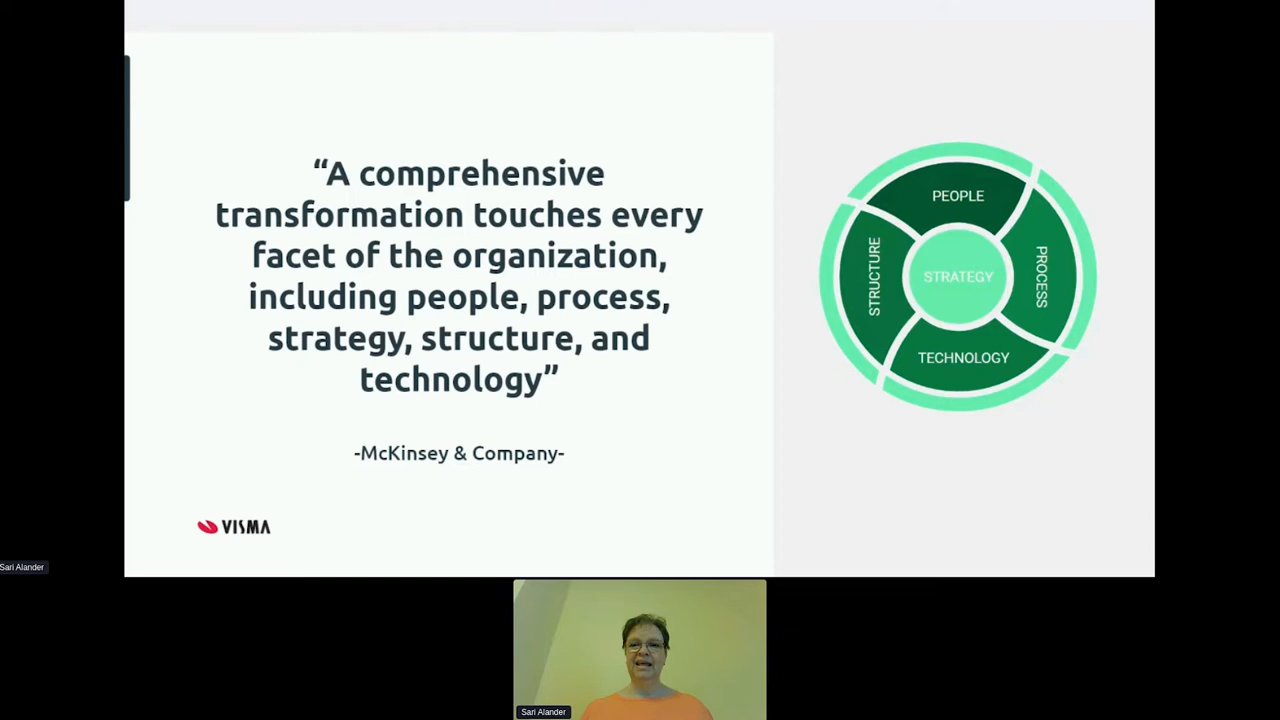 “A comprehensive
transformation touches every
facet of the organization,
including people, process,
strategy, structure, and
technology”
-McKinsey & Company-
VISMA
PEOPLE
STRUCTURE
STRATEGY
PROCESS
TECHNOLOGY
Sari Alander
Sari Alander